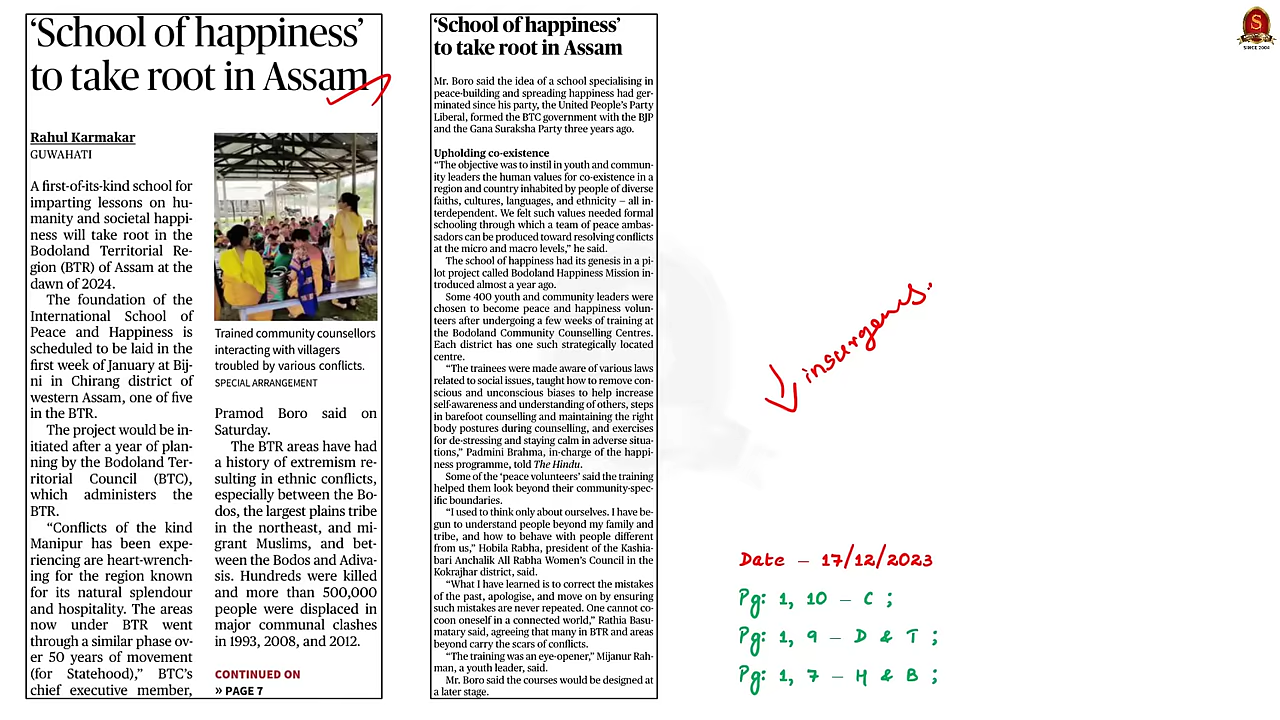 ‘School of happiness’
to take root in Assam
Rahul Karmakar
GUWAHATI
A first-of-its-kind school for
imparting lessons on hu-
manity and societal happi-
ness will take root in the
Bodoland Territorial Re-
gion (BTR) of Assam at the
dawn of 2024.
The foundation of the
International School of
Peace and Happiness is
scheduled to be laid in the
first week of January at Bij-
ni in Chirang district of
western Assam, one of five
in the BTR.
The project would be in-
itiated after a year of plan-
ning by the Bodoland Ter-
ritorial Council (BTC),
which administers the
BTR.
“Conflicts of the kind
Manipur has been expe-
riencing are heart-wrench-
ing for the region known
for its natural splendour
and hospitality. The areas
now under BTR went
through a similar phase ov-
er 50 years of movement
(for Statehood),” BTC’s
chief executive member,
Trained community counsellors
interacting with villagers
troubled by various conflicts.
SPECIAL ARRANGEMENT
Pramod Boro said on
Saturday.
The BTR areas have had
a history of extremism re-
sulting in ethnic conflicts,
especially between the Bo-
dos, the largest plains tribe
in the northeast, and mi-
grant Muslims, and bet-
ween the Bodos and Adiva-
sis. Hundreds were killed
and more than 500,000
people were displaced in
major communal clashes
in 1993, 2008, and 2012.
CONTINUED ON
» PAGE 7
‘School of happiness’
to take root in Assam
Mr. Boro said the idea of a school specialising in
peace-building and spreading happiness had ger-
minated since his party, the United People’s Party
Liberal, formed the BTC government with the BJP
and the Gana Suraksha Party three years ago.
Upholding co-existence
“The objective was to instil in youth and commun-
ity leaders the human values for co-existence in a
region and country inhabited by people of diverse
faiths, cultures, languages, and ethnicity – all in-
terdependent. We felt such values needed formal
schooling through which a team of peace ambas-
sadors can be produced toward resolving conflicts
at the micro and macro levels,” he said.
The school of happiness had its genesis in a pi-
lot project called Bodoland Happiness Mission in-
troduced almost a year ago.
Some 400 youth and community leaders were
chosen to become peace and happiness volun-
teers after undergoing a few weeks of training at
the Bodoland Community Counselling Centres.
Each district has one such strategically located
centre.
“The trainees were made aware of various laws
related to social issues, taught how to remove con-
scious and unconscious biases to help increase
self-awareness and understanding of others, steps
in barefoot counselling and maintaining the right
body postures during counselling, and exercises
for de-stressing and staying calm in adverse situa-
tions,” Padmini Brahma, in-charge of the happi-
ness programme, told The Hindu.
Some of the ‘peace volunteers’ said the training
helped them look beyond their community-spec-
ific boundaries.
“I used to think only about ourselves. I have be-
gun to understand people beyond my family and
tribe, and how to behave with people different
from us,” Hobila Rabha, president of the Kashia-
bari Anchalik All Rabha Women’s Council in the
Kokrajhar district, said.
“What I have learned is to correct the mistakes
of the past, apologise, and move on by ensuring
such mistakes are never repeated. One cannot co-
coon oneself in a connected world,” Rathia Basu-
matary said, agreeing that many in BTR and areas
beyond carry the scars of conflicts.
“The training was an eye-opener,” Mijanur Rah-
man, a youth leader, said.
Mr. Boro said the courses would be designed at
a later stage.
insurgents.
Date – 17/12/2023
Pg: 1, 10 – C ;
Pg: 1, 9 – D & T ;
Pg: 1, 7 – H & B ;
S
SINCE 2004